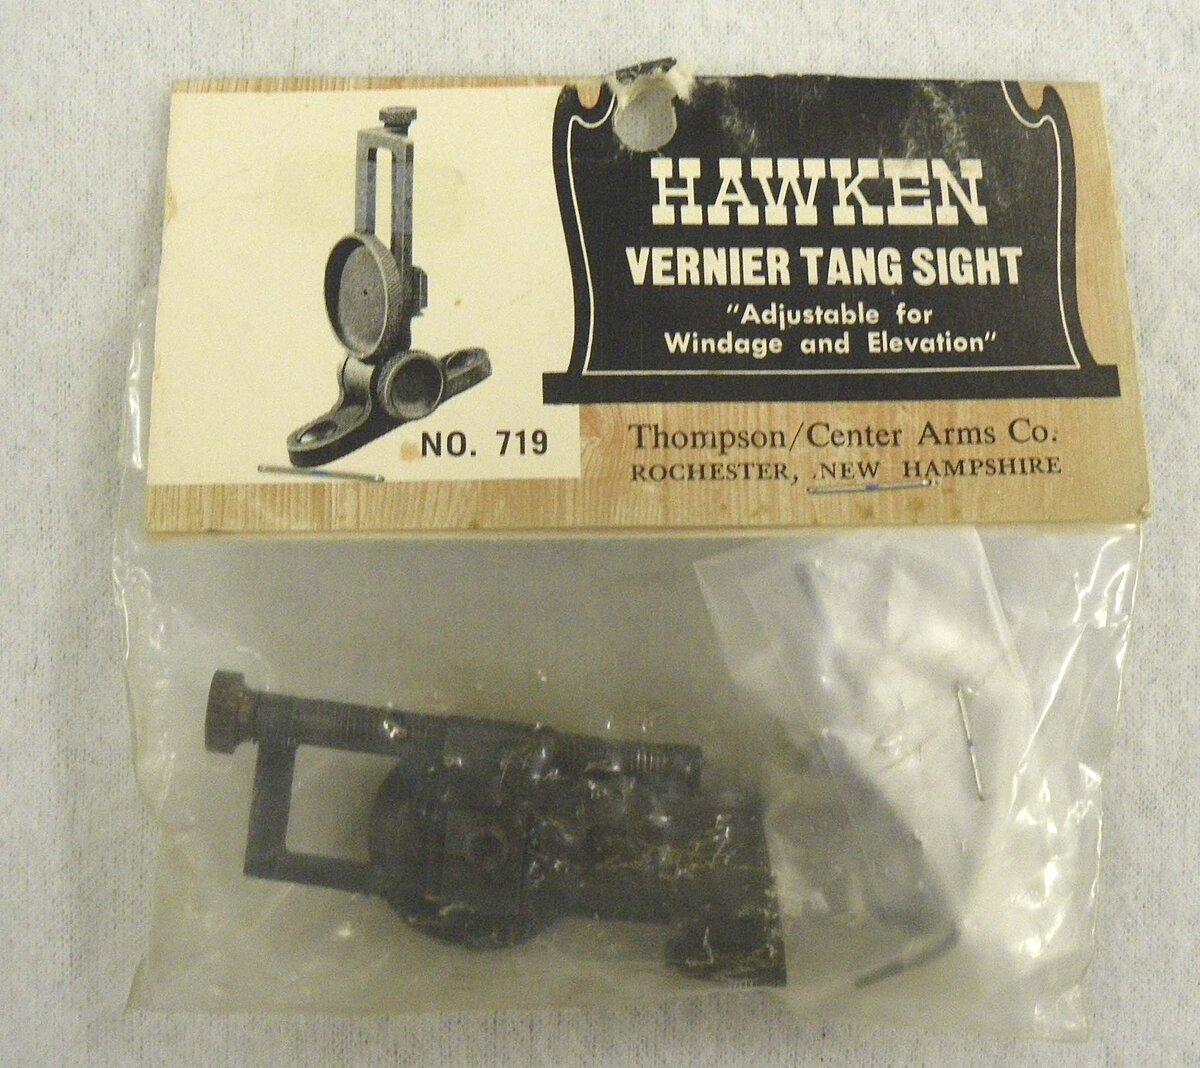 HAWKEN
VERNIER TANG SIGHT
"Adjustable for
Windage and Elevation"
NO. 719
Thompson/Center Arms Co.
ROCHESTER, NEW HAMPSHIRE